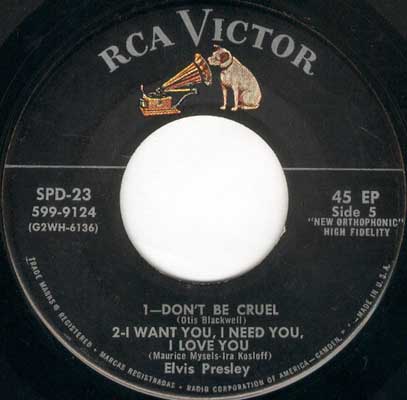 RCA VICTOR
SPD-23
599-9124
(G2WH-6136)
45 EP
Side 5
"NEW ORTHOPHONIC"
HIGH FIDELITY
1—DON'T BE CRUEL
(Otis Blackwell)
2-I WANT YOU, I NEED YOU,
I LOVE YOU
(Maurice Mysels-Ira Kosloff)
Elvis Presley
TRADE MARKS ® REGISTERED • MARCAS REGISTRADAS • RADIO CORPORATION OF AMERICA—CAMDEN, N.J. • MADE IN U.S.A.